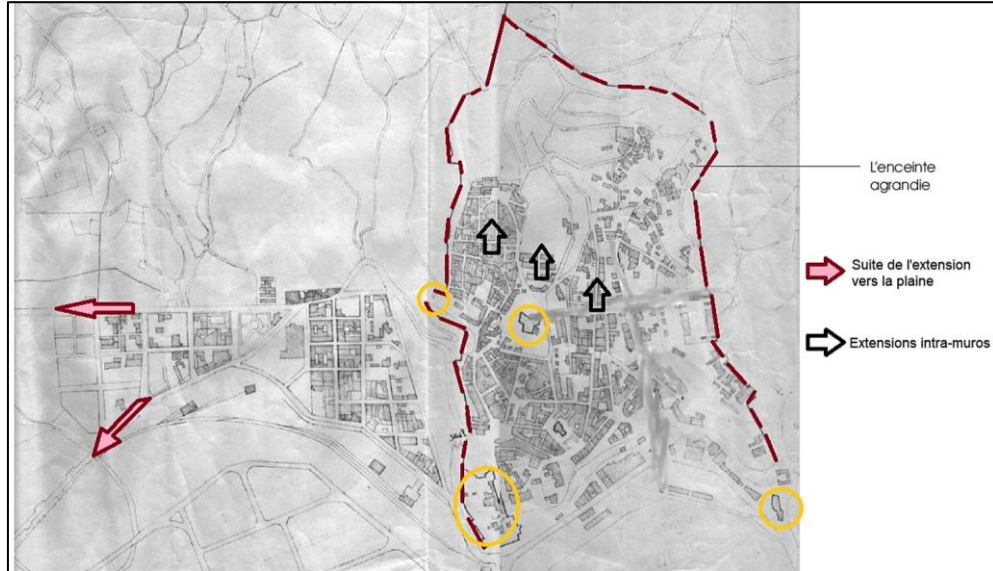 L'enceinte
agrandie
Suite de l'extension
vers la plaine
Extensions intra-muros